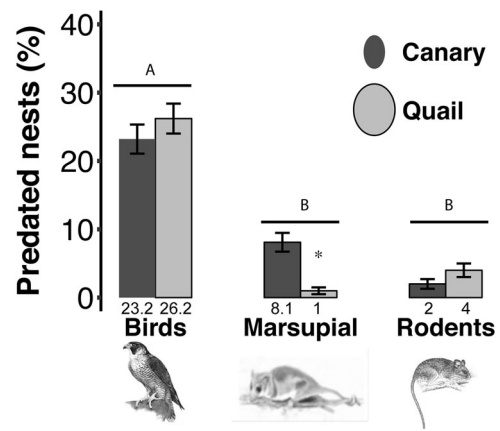 Predated nests (%)
40
30
20
10
0
Canary
Quail
A
B
*
B
23.2 26.2
8.1 1
2 4
Birds Marsupial Rodents